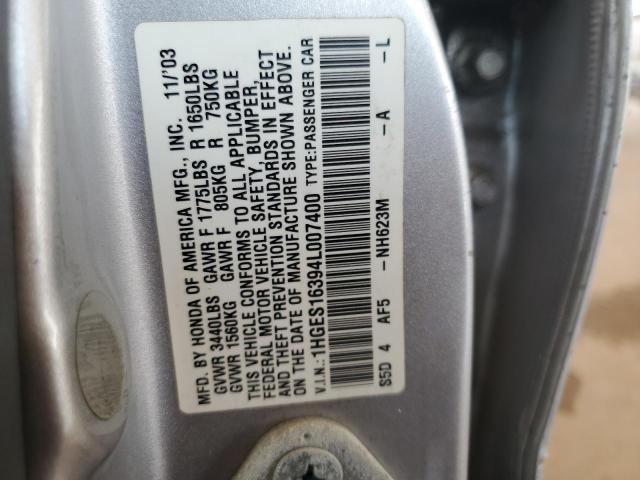 MFD. BY HONDA OF AMERICA MFG., INC. 11/'03
GVWR 3440LBS GAWR F 1775LBS R 1650LBS
GVWR 1560KG GAWR F 805KG R 750KG
THIS VEHICLE CONFORMS TO ALL APPLICABLE
FEDERAL MOTOR VEHICLE SAFETY, BUMPER,
AND THEFT PREVENTION STANDARDS IN EFFECT
ON THE DATE OF MANUFACTURE SHOWN ABOVE.
V.I.N.:1HGES16394L007400 TYPE:PASSENGER CAR
S5D 4 AF5 -NH623M -A -L